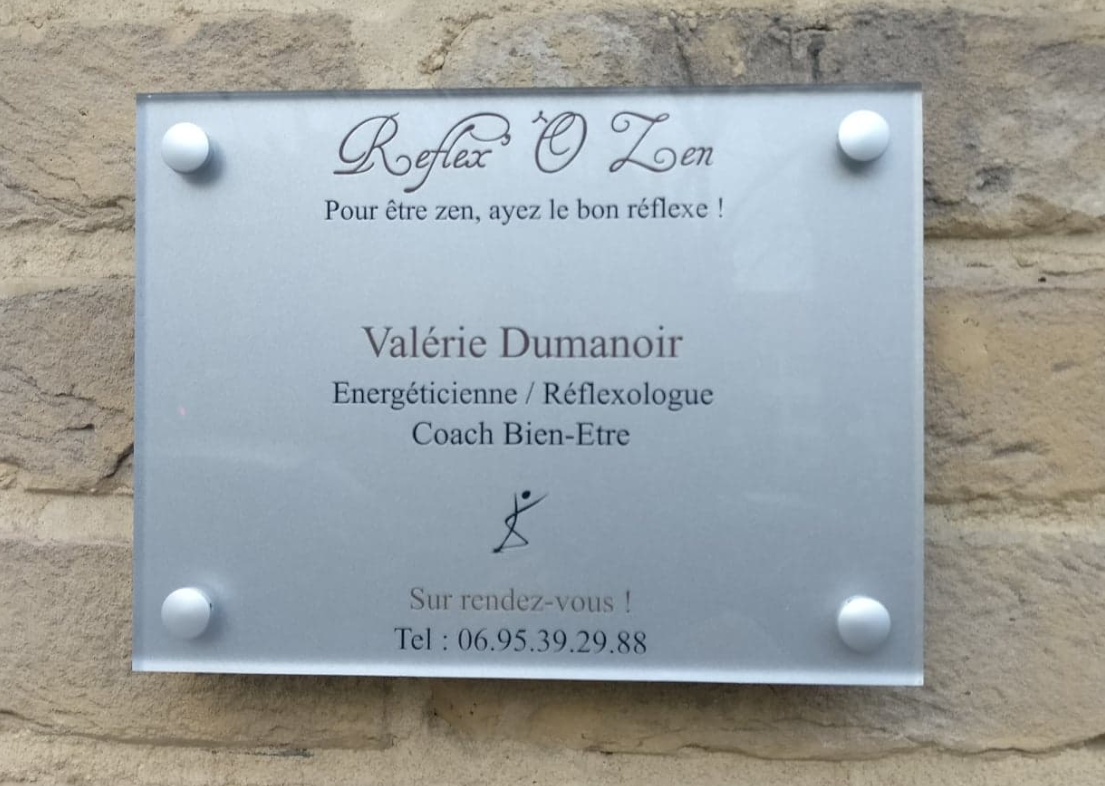 Reflex' Ô Zen
Pour être zen, ayez le bon réflexe !
Valérie Dumanoir
Energéticienne / Réflexologue
Coach Bien-Etre
Sur rendez-vous !
Tel : 06.95.39.29.88